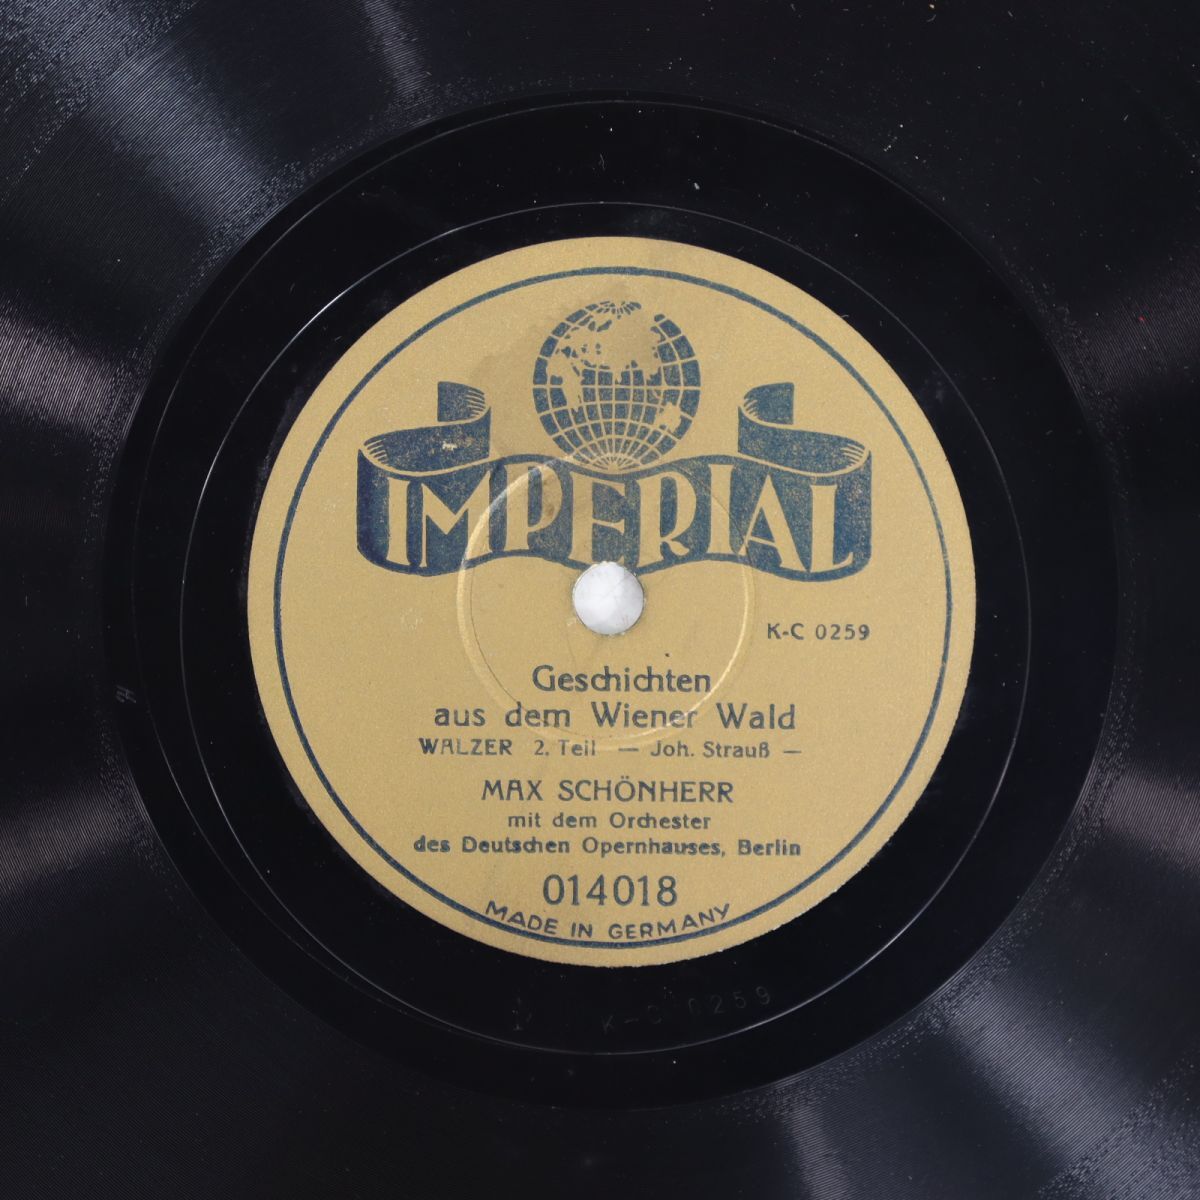 IMPERIAL
K-C 0259
Geschichten
aus dem Wiener Wald
WALZER 2. Teil — Joh. Strauß —
MAX SCHÖNHERR
mit dem Orchester
des Deutschen Opernhauses, Berlin
014018
MADE IN GERMANY
K-C 0259